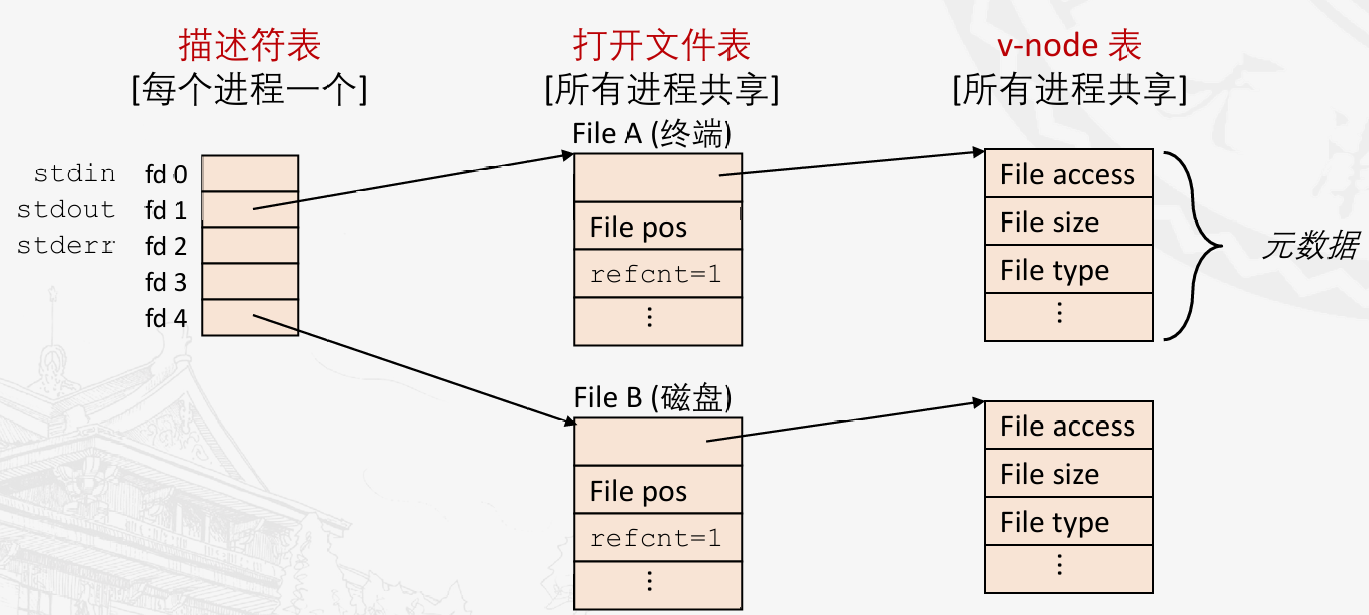 描述符表
[每个进程一个]
打开文件表
[所有进程共享]
v-node 表
[所有进程共享]
stdin fd 0
stdout fd 1
stderr fd 2
fd 3
fd 4
File A (终端)
File pos
refcnt=1
⋮
File access
File size
File type
⋮
元数据
File B (磁盘)
File pos
refcnt=1
⋮
File access
File size
File type
⋮